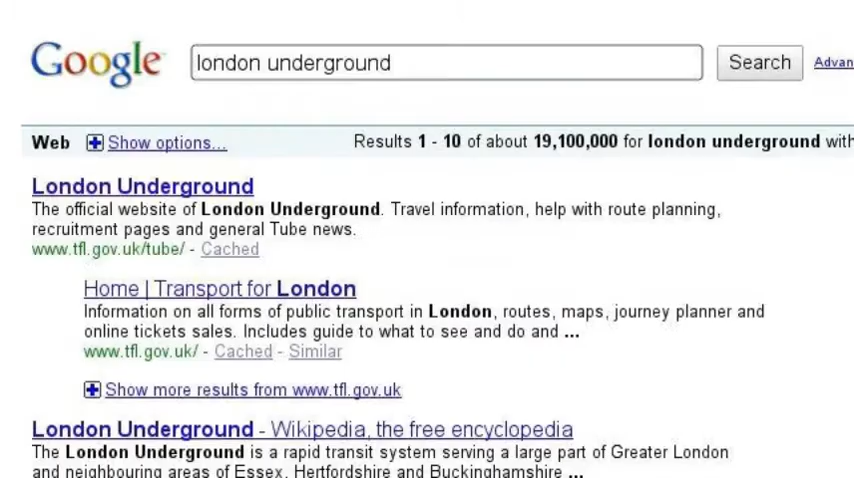 Google london underground Search Advan
Web Show options... Results 1 - 10 of about 19,100,000 for london underground with
London Underground
The official website of London Underground. Travel information, help with route planning,
recruitment pages and general Tube news.
www.tfl.gov.uk/tube/ - Cached
Home | Transport for London
Information on all forms of public transport in London, routes, maps, journey planner and
online tickets sales. Includes guide to what to see and do and ...
www.tfl.gov.uk/ - Cached - Similar
Show more results from www.tfl.gov.uk
London Underground - Wikipedia, the free encyclopedia
The London Underground is a rapid transit system serving a large part of Greater London
and neighbouring areas of Essex, Hertfordshire and Buckinghamshire ...